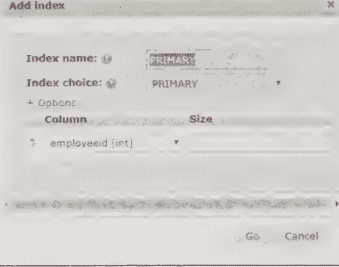 Add index ×
Index name: PRIMARY
Index choice: PRIMARY
+ Options
Column Size
employeeid [int]
Go Cancel